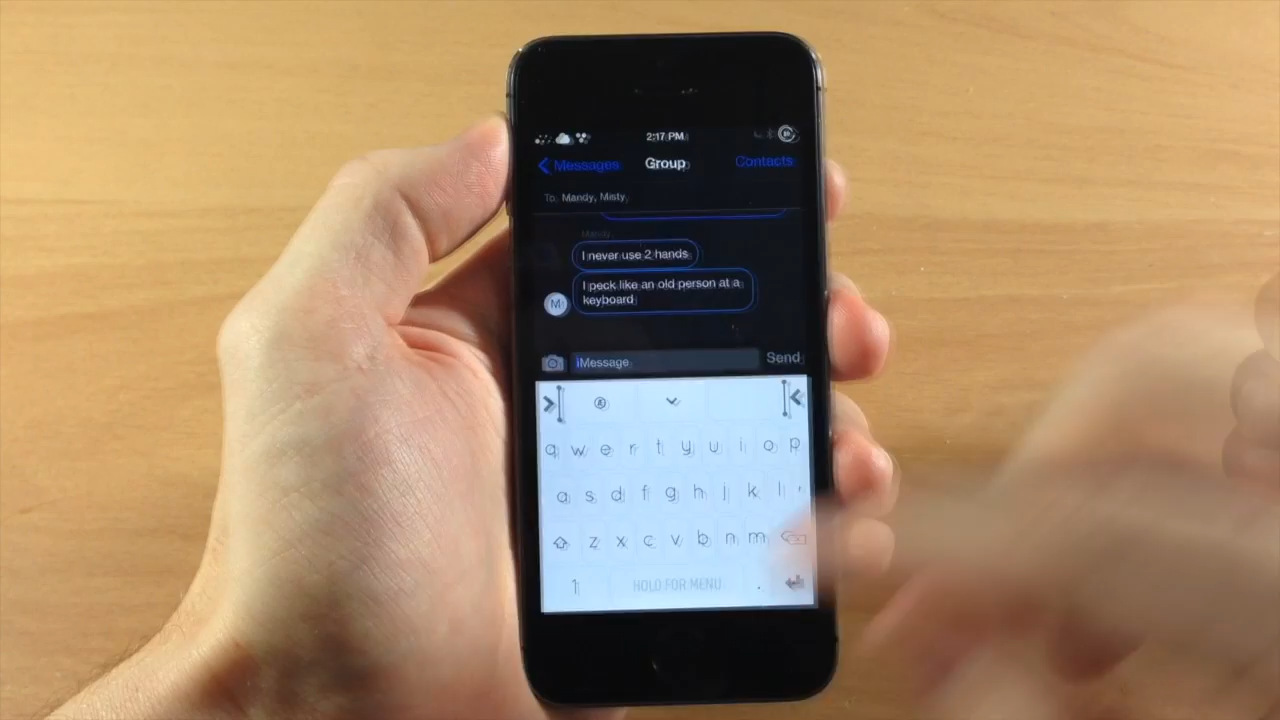 2:17 PM
Messages Group Contacts
To: Mandy, Misty
Mandy
I never use 2 hands
I peck like an old person at a
keyboard
M
iMessage Send
q w e r t y u i o p
a s d f g h j k l '
z x c v b n m
1 HOLD FOR MENU .